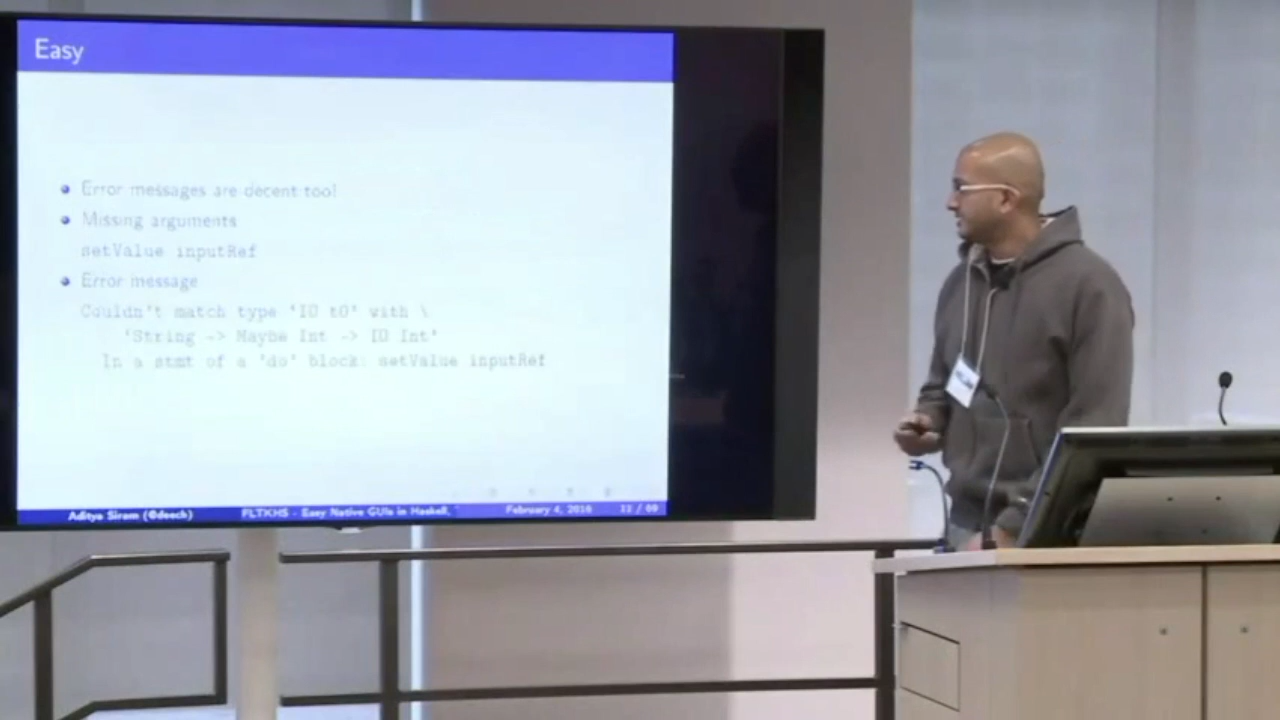 Easy
Error messages are decent too!
Missing arguments
setValue inputRef
Error message
Couldn't match type 'IO t0' with \
'String -> Maybe Int -> IO Int'
In a stmt of a 'do' block: setValue inputRef
Aditya Siram (@deech) FLTKHS - Easy Native GUIs in Haskell, February 4, 2016 11 / 69